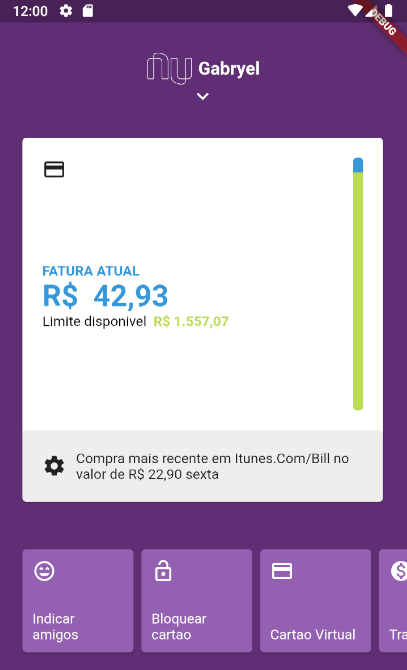 12:00
DEBUG
nu Gabryel
FATURA ATUAL
R$ 42,93
Limite disponivel R$ 1.557,07
Compra mais recente em Itunes.Com/Bill no
valor de R$ 22,90 sexta
Indicar
amigos
Bloquear
cartao
Cartao Virtual
Tra